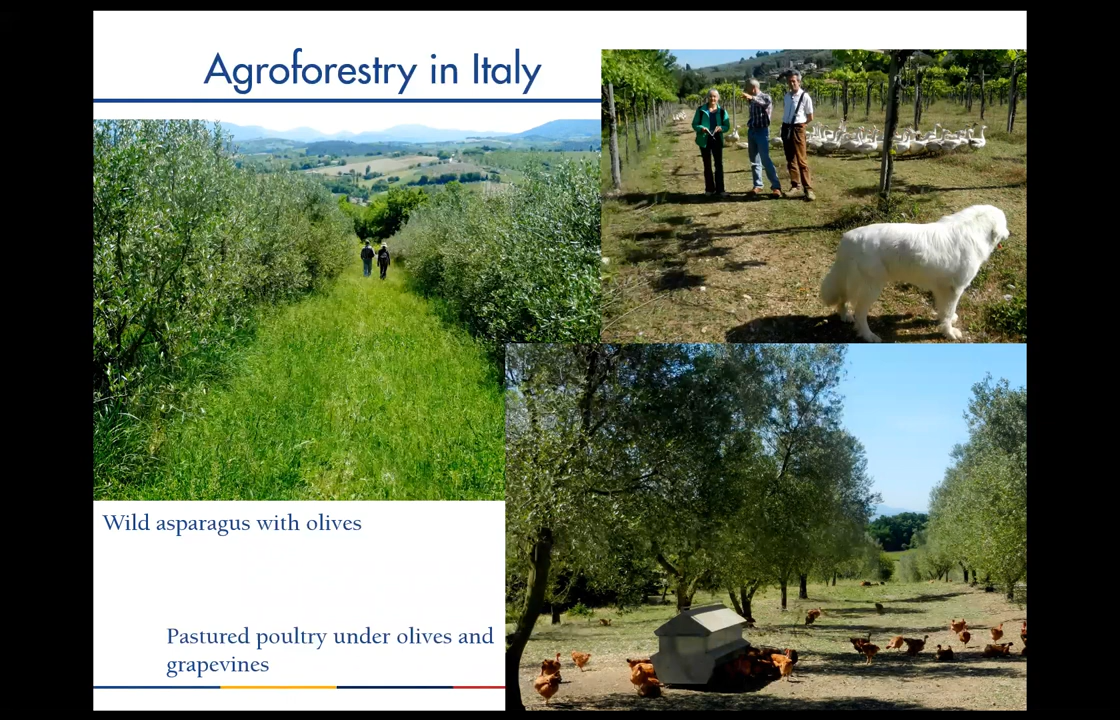 Agroforestry in Italy
Wild asparagus with olives
Pastured poultry under olives and
grapevines